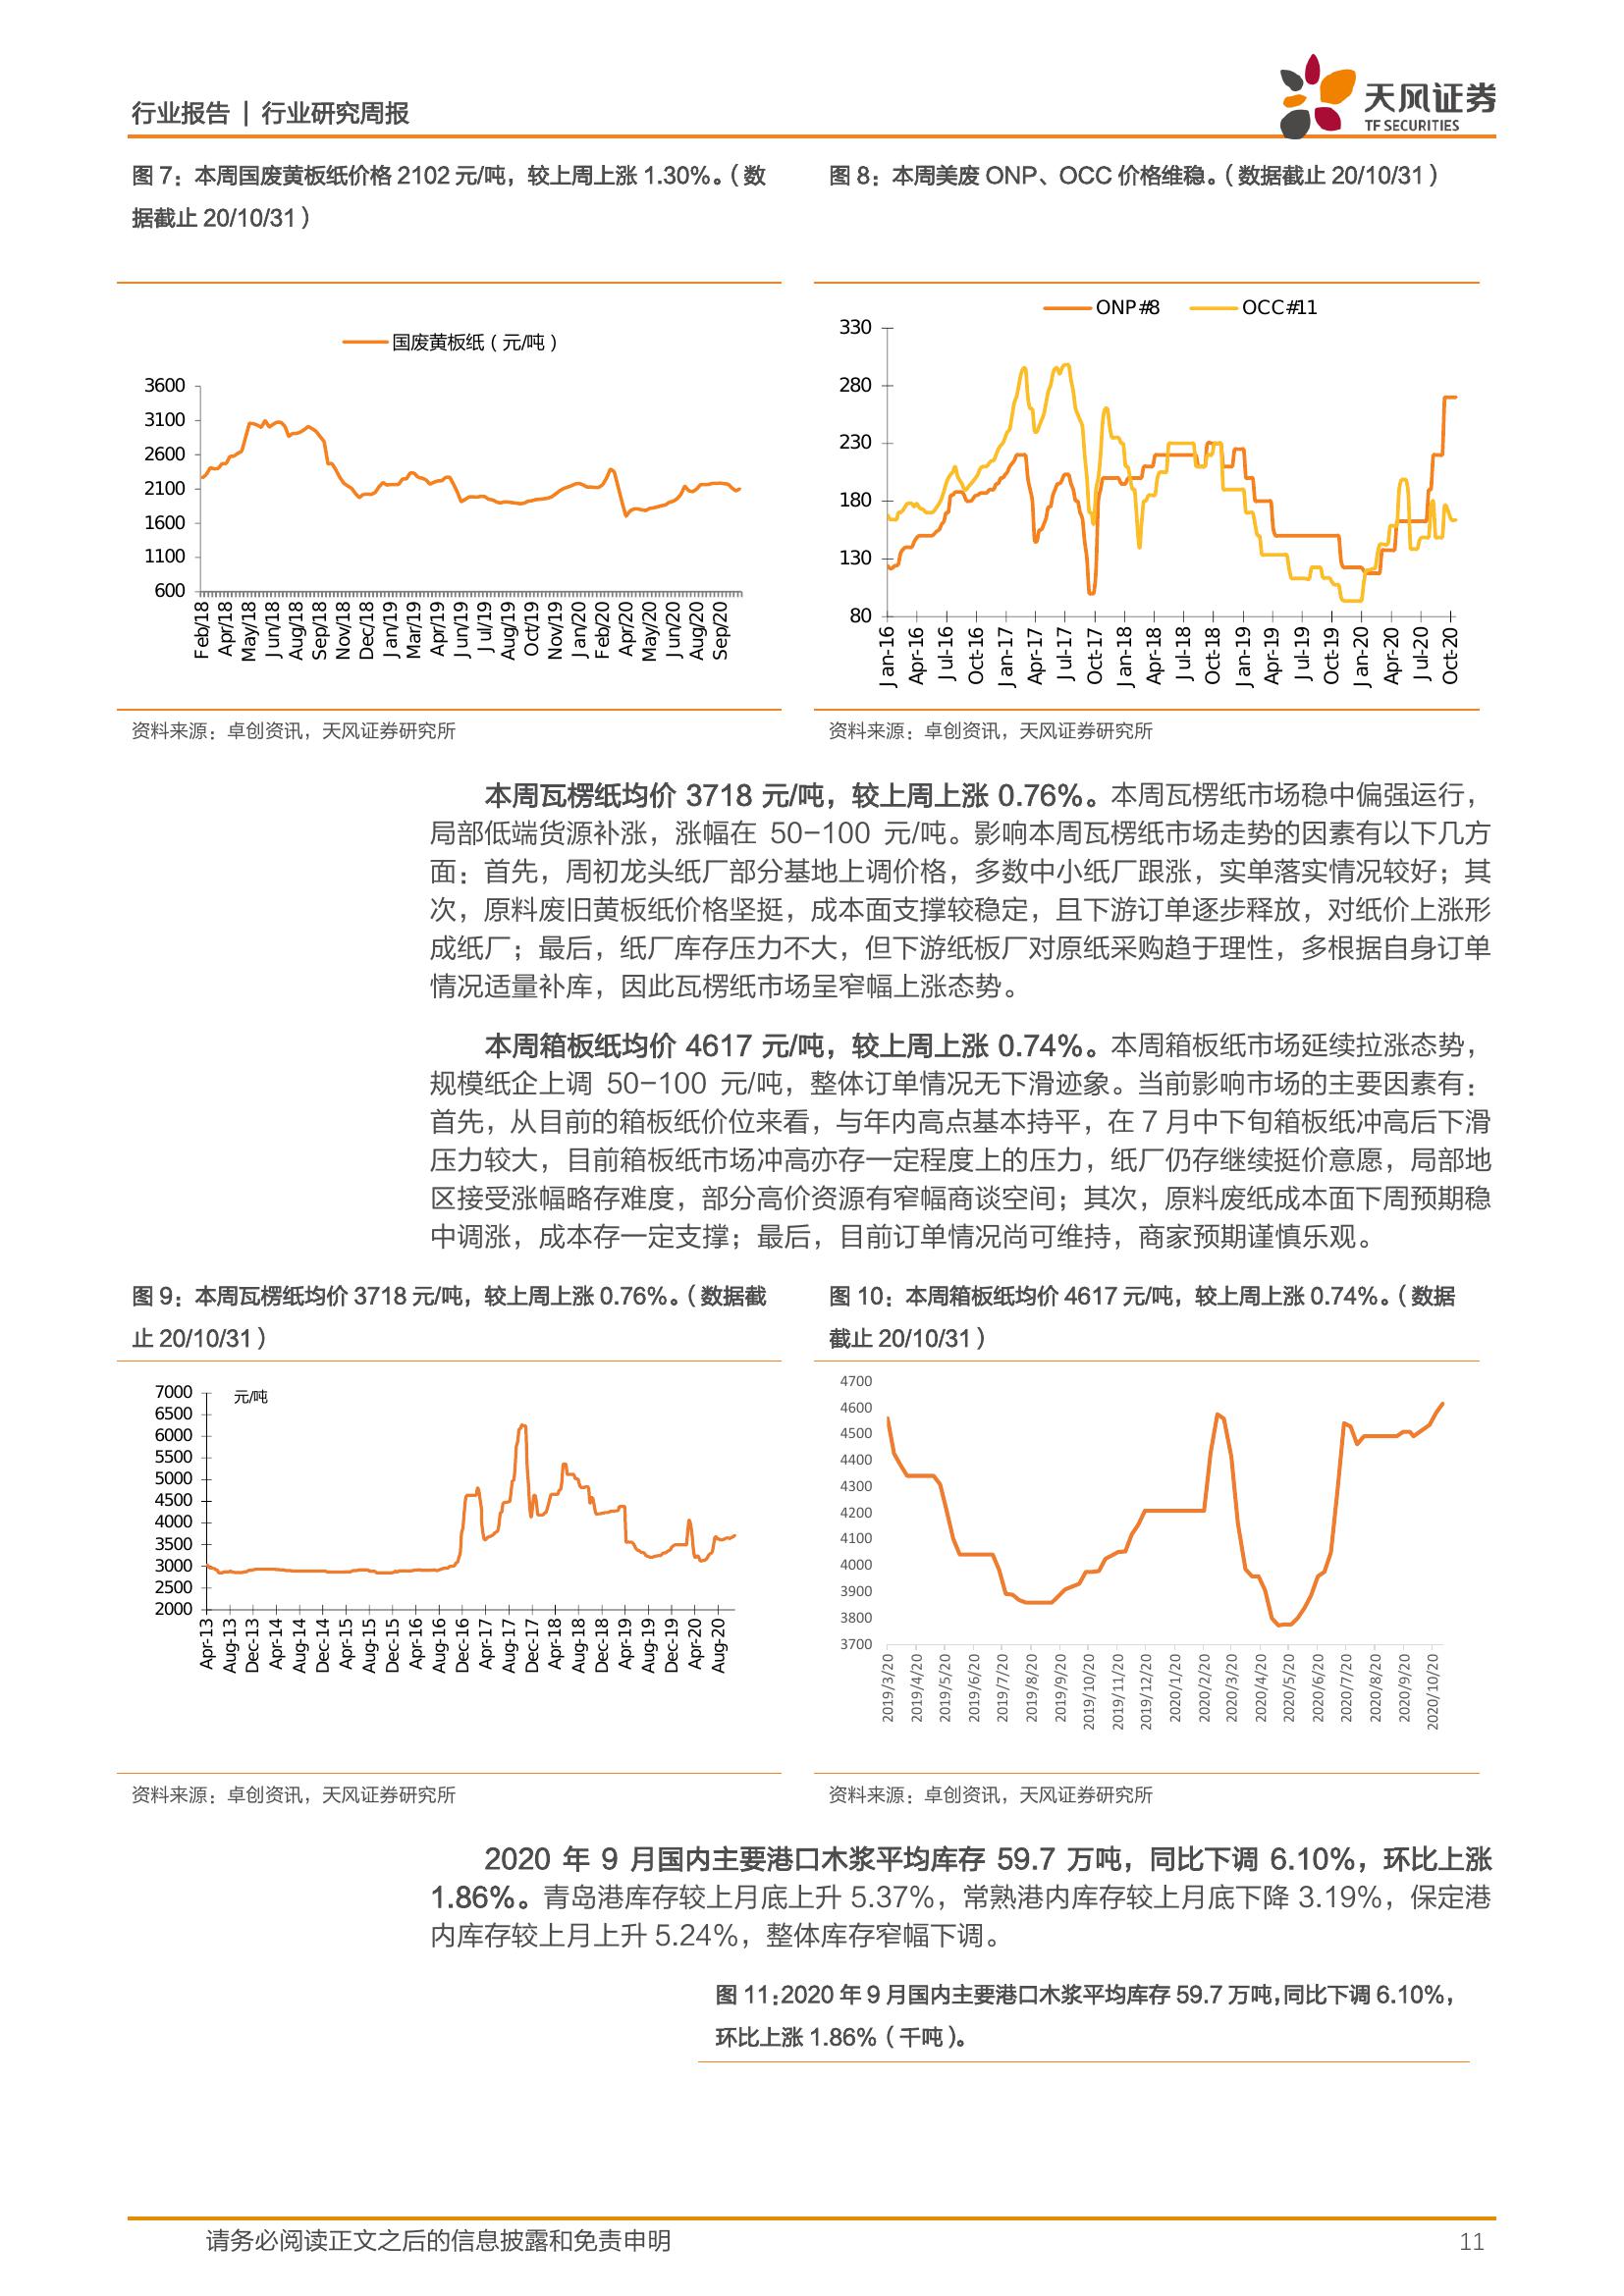 行业报告 | 行业研究周报
天风证券
TF SECURITIES
图 7：本周国废黄板纸价格 2102 元/吨，较上周上涨 1.30%。（数
据截止 20/10/31）
国废黄板纸（元/吨）
3600
3100
2600
2100
1600
1100
600
Feb/18 Apr/18 May/18 Jun/18 Aug/18 Sep/18 Nov/18 Dec/18 Jan/19 Mar/19 Apr/19 Jun/19 Jul/19 Aug/19 Oct/19 Nov/19 Jan/20 Feb/20 Apr/20 May/20 Jun/20 Aug/20 Sep/20
资料来源：卓创资讯，天风证券研究所
图 8：本周美废 ONP、OCC 价格维稳。（数据截止 20/10/31）
ONP#8 OCC#11
330
280
230
180
130
80
Jan-16 Apr-16 Jul-16 Oct-16 Jan-17 Apr-17 Jul-17 Oct-17 Jan-18 Apr-18 Jul-18 Oct-18 Jan-19 Apr-19 Jul-19 Oct-19 Jan-20 Apr-20 Jul-20 Oct-20
资料来源：卓创资讯，天风证券研究所
本周瓦楞纸均价 3718 元/吨，较上周上涨 0.76%。本周瓦楞纸市场稳中偏强运行，
局部低端货源补涨，涨幅在 50-100 元/吨。影响本周瓦楞纸市场走势的因素有以下几方
面：首先，周初龙头纸厂部分基地上调价格，多数中小纸厂跟涨，实单落实情况较好；其
次，原料废旧黄板纸价格坚挺，成本面支撑较稳定，且下游订单逐步释放，对纸价上涨形
成纸厂；最后，纸厂库存压力不大，但下游纸板厂对原纸采购趋于理性，多根据自身订单
情况适量补库，因此瓦楞纸市场呈窄幅上涨态势。
本周箱板纸均价 4617 元/吨，较上周上涨 0.74%。本周箱板纸市场延续拉涨态势，
规模纸企上调 50-100 元/吨，整体订单情况无下滑迹象。当前影响市场的主要因素有：
首先，从目前的箱板纸价位来看，与年内高点基本持平，在 7 月中下旬箱板纸冲高后下滑
压力较大，目前箱板纸市场冲高亦存一定程度上的压力，纸厂仍存继续挺价意愿，局部地
区接受涨幅略存难度，部分高价资源有窄幅商谈空间；其次，原料废纸成本面下周预期稳
中调涨，成本存一定支撑；最后，目前订单情况尚可维持，商家预期谨慎乐观。
图 9：本周瓦楞纸均价 3718 元/吨，较上周上涨 0.76%。（数据截
止 20/10/31）
元/吨
7000
6500
6000
5500
5000
4500
4000
3500
3000
2500
2000
Apr-13 Aug-13 Dec-13 Apr-14 Aug-14 Dec-14 Apr-15 Aug-15 Dec-15 Apr-16 Aug-16 Dec-16 Apr-17 Aug-17 Dec-17 Apr-18 Aug-18 Dec-18 Apr-19 Aug-19 Dec-19 Apr-20 Aug-20
资料来源：卓创资讯，天风证券研究所
图 10：本周箱板纸均价 4617 元/吨，较上周上涨 0.74%。（数据
截止 20/10/31）
4700
4600
4500
4400
4300
4200
4100
4000
3900
3800
3700
2019/3/20 2019/4/20 2019/5/20 2019/6/20 2019/7/20 2019/8/20 2019/9/20 2019/10/20 2019/11/20 2019/12/20 2020/1/20 2020/2/20 2020/3/20 2020/4/20 2020/5/20 2020/6/20 2020/7/20 2020/8/20 2020/9/20 2020/10/20
资料来源：卓创资讯，天风证券研究所
2020 年 9 月国内主要港口木浆平均库存 59.7 万吨，同比下调 6.10%，环比上涨
1.86%。青岛港库存较上月底上升 5.37%，常熟港内库存较上月底下降 3.19%，保定港
内库存较上月上升 5.24%，整体库存窄幅下调。
图 11：2020 年 9 月国内主要港口木浆平均库存 59.7 万吨，同比下调 6.10%，
环比上涨 1.86%（千吨）。
请务必阅读正文之后的信息披露和免责申明
11